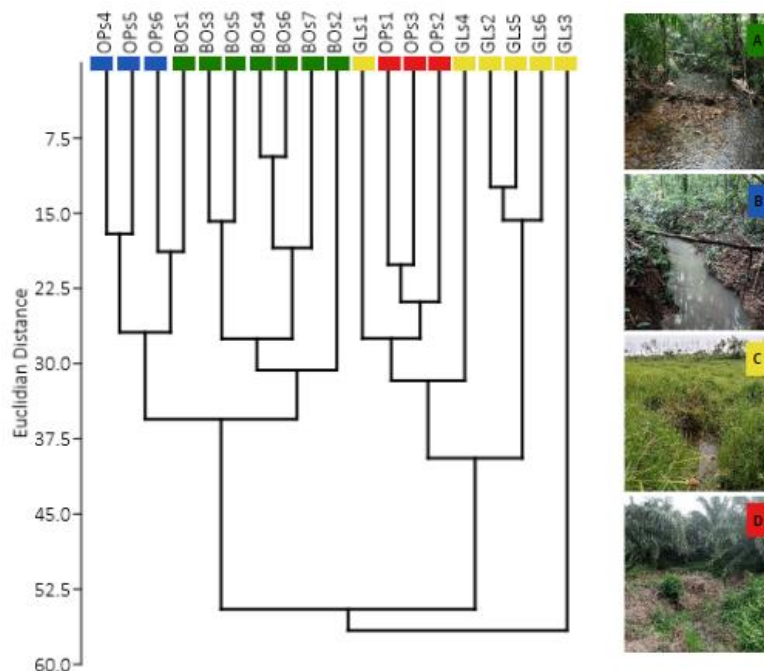 OPs4 OPs5 OPs6 BOs1 BOs3 BOs5 BOs4 BOs6 BOs7 BOs2 GLs1 OPs1 OPs3 OPs2 GLs4 GLs2 GLs5 GLs6 GLs3
A
7.5
15.0
B
22.5
30.0
Euclidian Distance
C
37.5
45.0
D
52.5
60.0